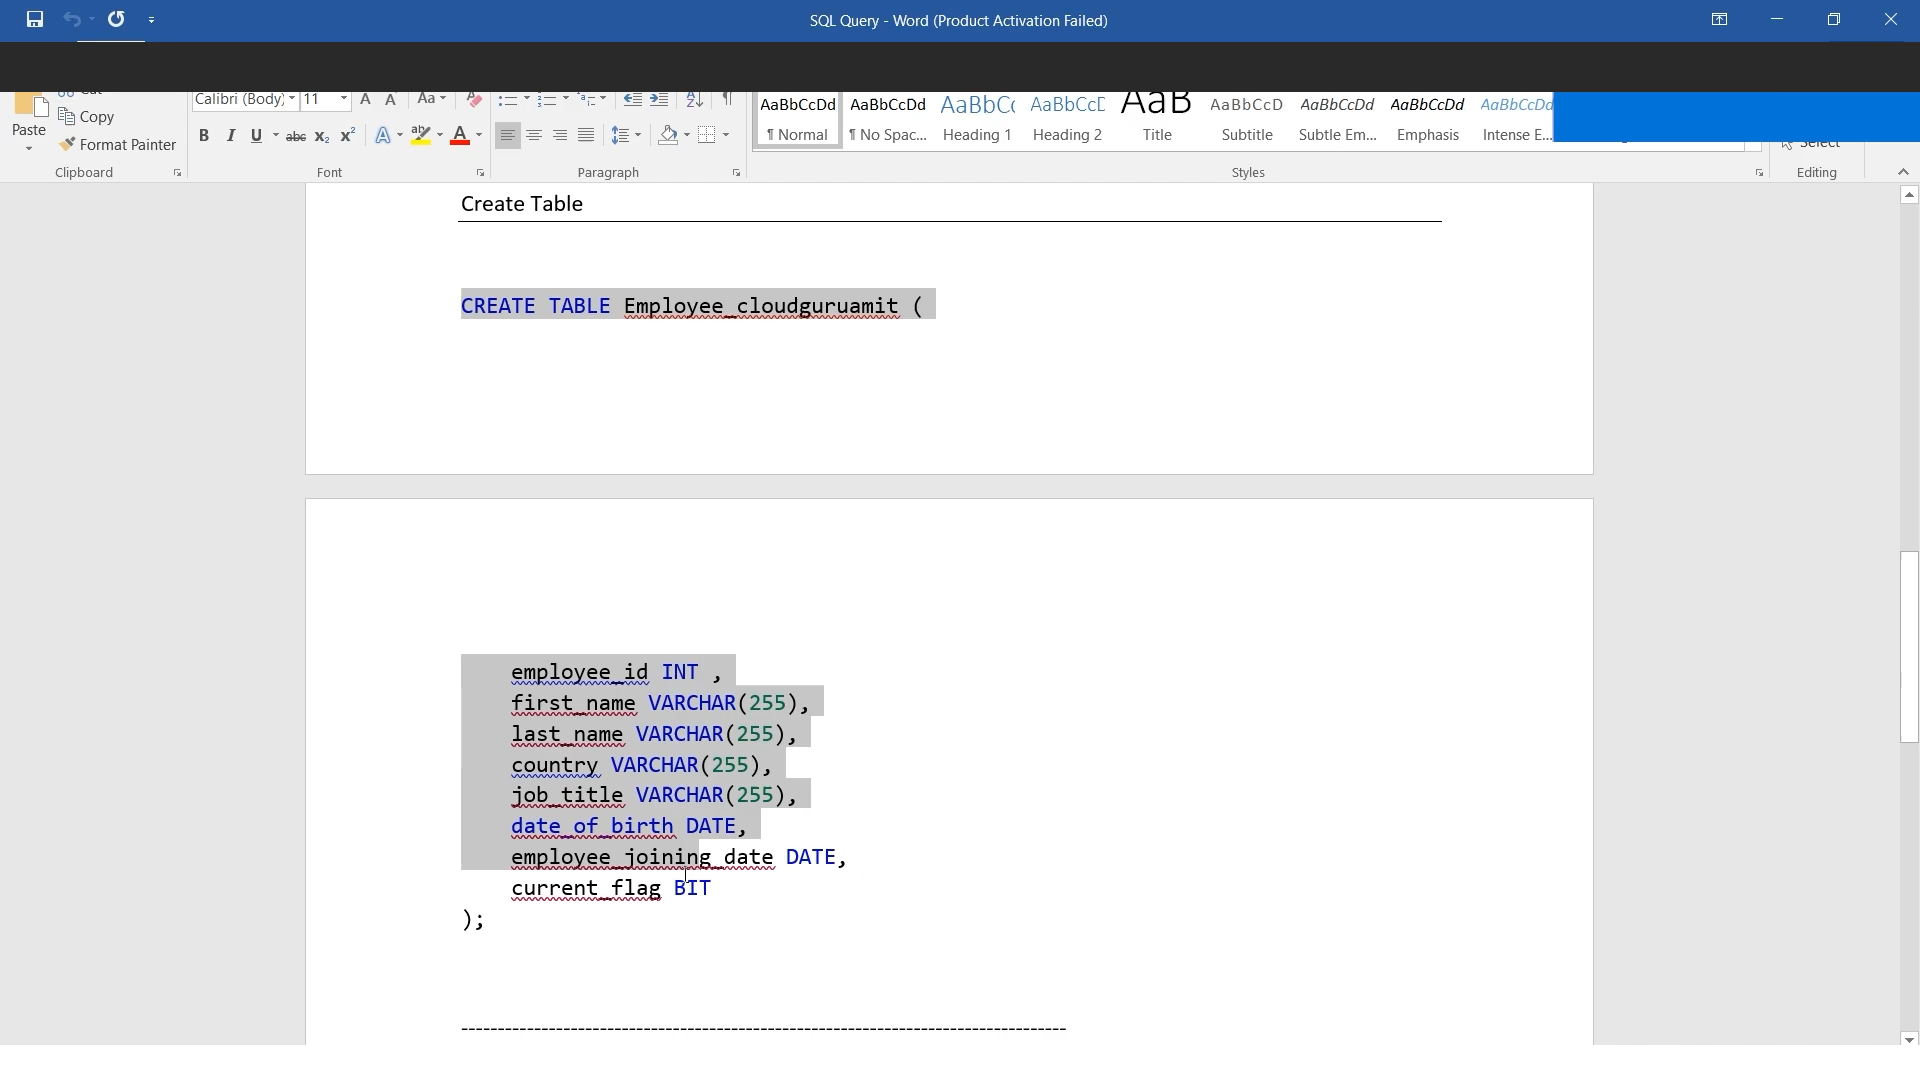 SQL Query - Word (Product Activation Failed)
Cut
Copy
Paste
Format Painter
Clipboard
Calibri (Body) 11
Font
Paragraph
AaBbCcDd AaBbCcDd AaBbCc AaBbCcD AaB AaBbCcD AaBbCcDd AaBbCcDd AaBbCcDd
¶ Normal ¶ No Spac... Heading 1 Heading 2 Title Subtitle Subtle Em... Emphasis Intense E...
Styles
Select
Editing
Create Table
CREATE TABLE Employee_cloudguruamit (
employee_id INT ,
first_name VARCHAR(255),
last_name VARCHAR(255),
country VARCHAR(255),
job_title VARCHAR(255),
date_of_birth DATE,
employee_joining_date DATE,
current_flag BIT
);